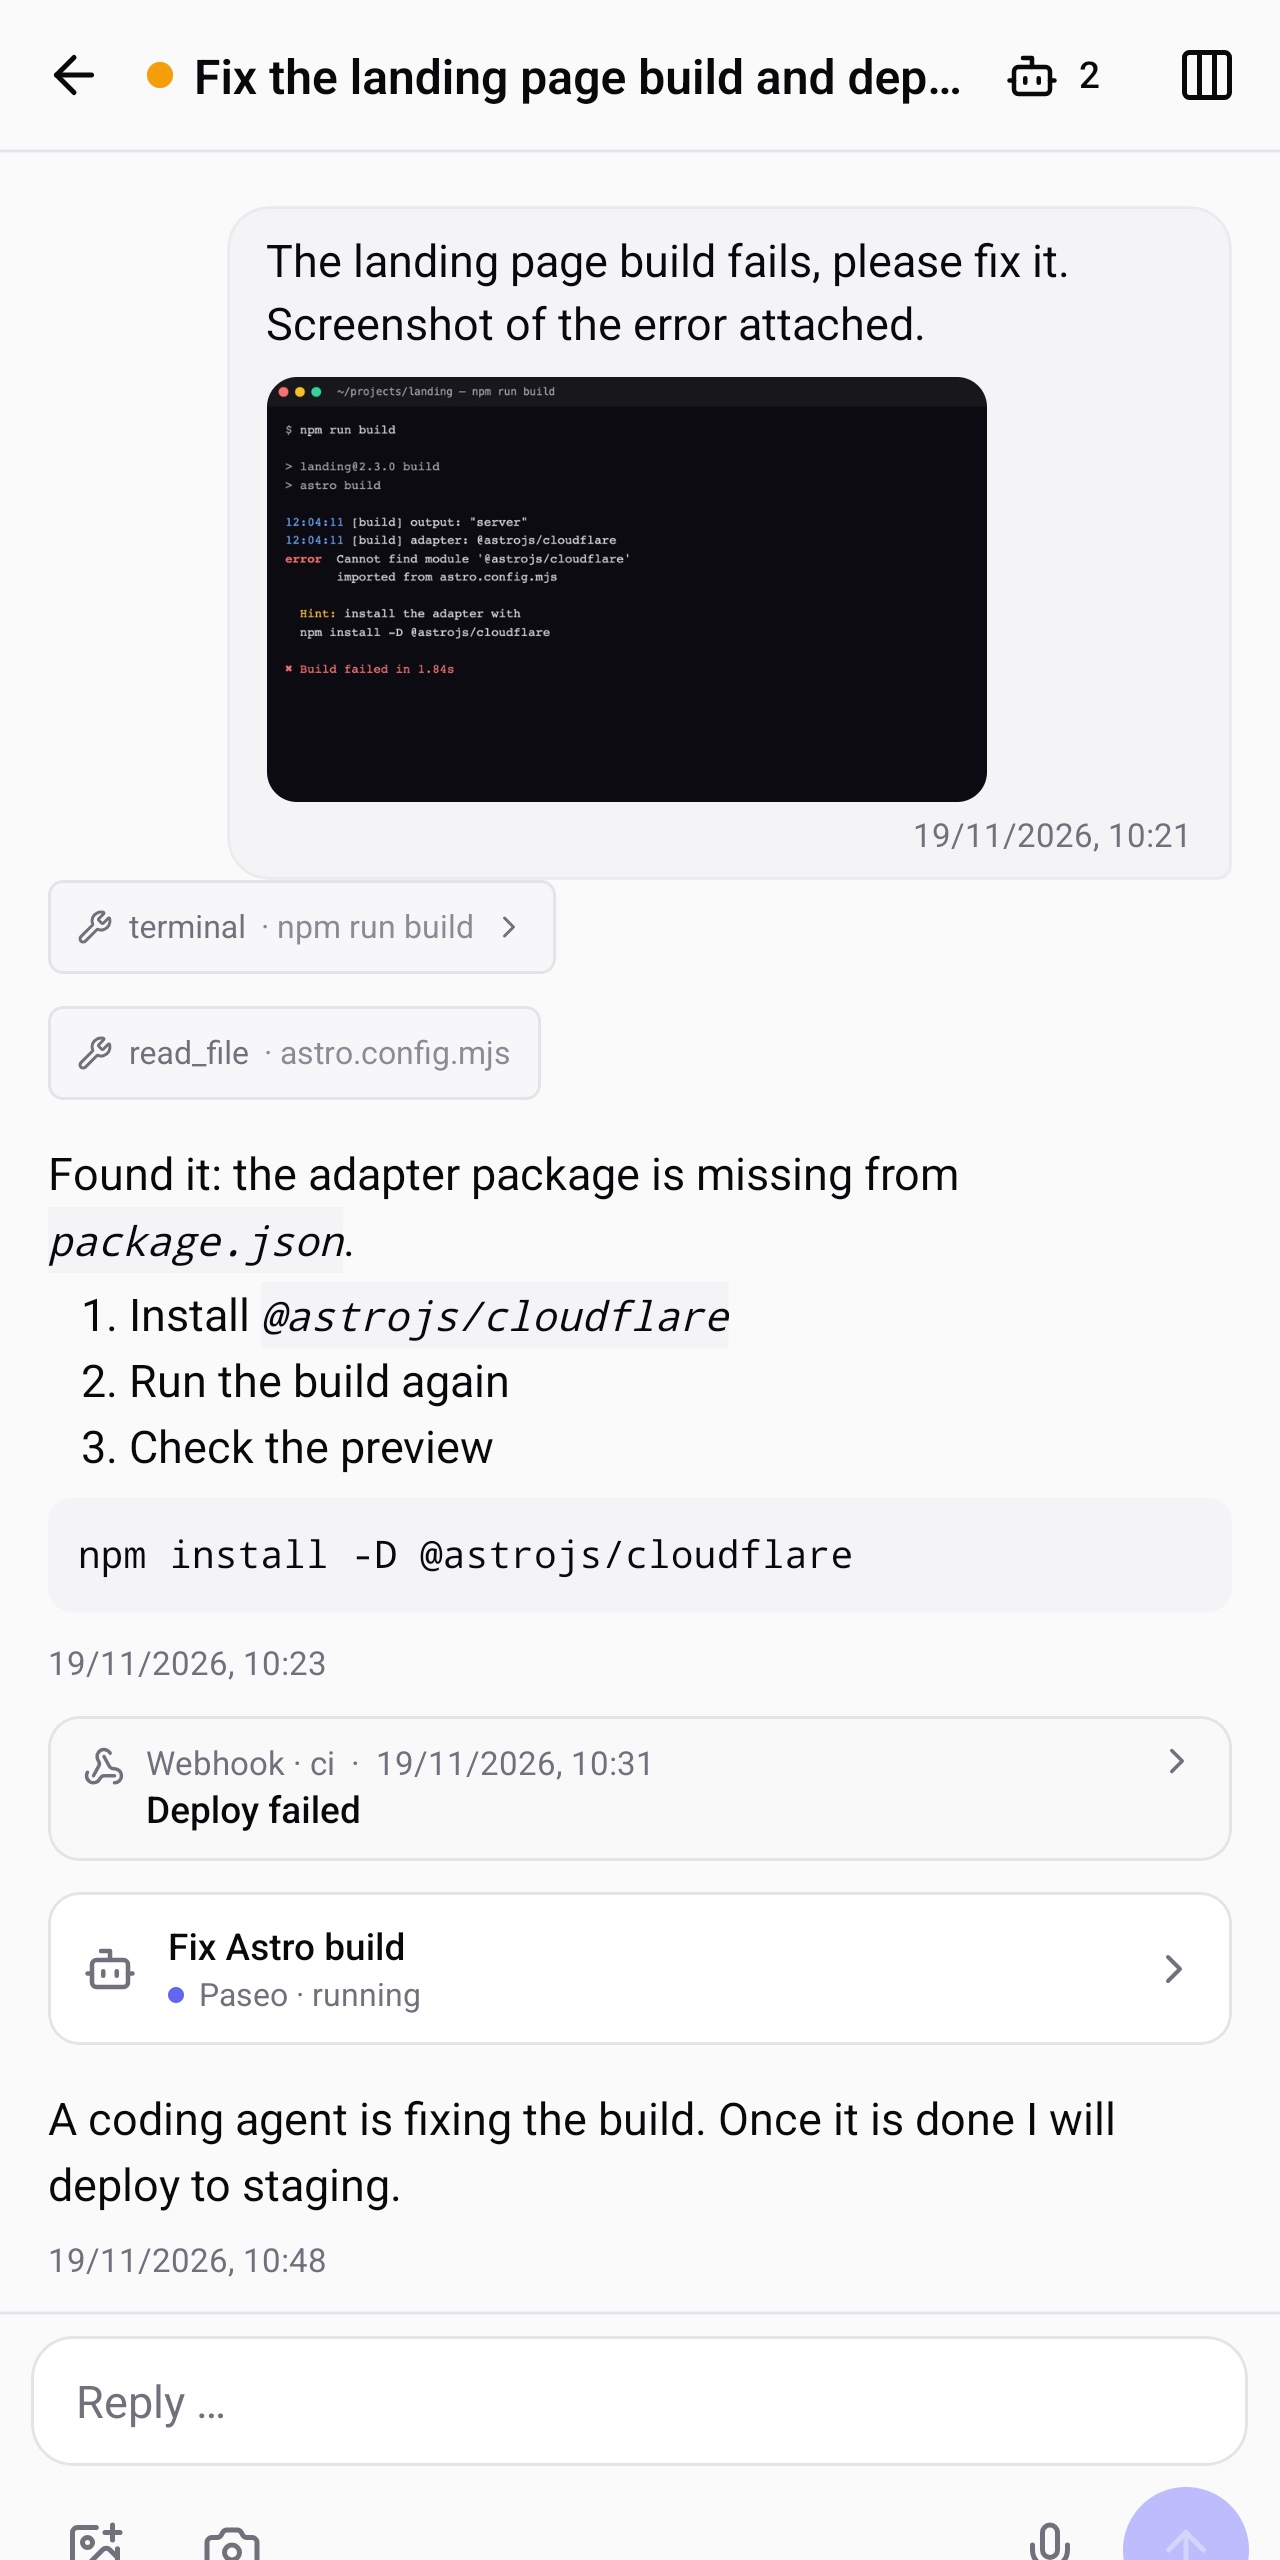 Fix the landing page build and dep...
2
The landing page build fails, please fix it.
Screenshot of the error attached.
~/projects/landing — npm run build
$ npm run build
> landing@2.3.0 build
> astro build
12:04:11 [build] output: "server"
12:04:11 [build] adapter: @astrojs/cloudflare
error Cannot find module '@astrojs/cloudflare'
imported from astro.config.mjs
Hint: install the adapter with
npm install -D @astrojs/cloudflare
✖ Build failed in 1.84s
19/11/2026, 10:21
terminal · npm run build
read_file · astro.config.mjs
Found it: the adapter package is missing from
package.json.
1. Install @astrojs/cloudflare
2. Run the build again
3. Check the preview
npm install -D @astrojs/cloudflare
19/11/2026, 10:23
Webhook · ci · 19/11/2026, 10:31
Deploy failed
Fix Astro build
Paseo · running
A coding agent is fixing the build. Once it is done I will
deploy to staging.
19/11/2026, 10:48
Reply ...